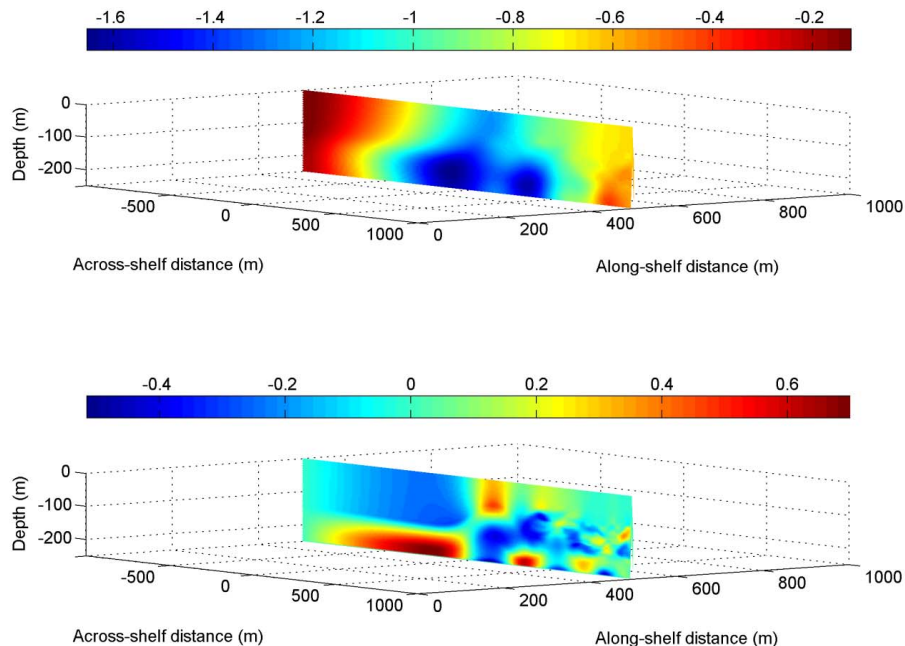 -1.6 -1.4 -1.2 -1 -0.8 -0.6 -0.4 -0.2
0
-100
-200
Depth (m)
-500 0 500 1000
0 200 400 600 800 1000
Across-shelf distance (m) Along-shelf distance (m)
-0.4 -0.2 0 0.2 0.4 0.6
0
-100
-200
Depth (m)
-500 0 500 1000
0 200 400 600 800 1000
Across-shelf distance (m) Along-shelf distance (m)